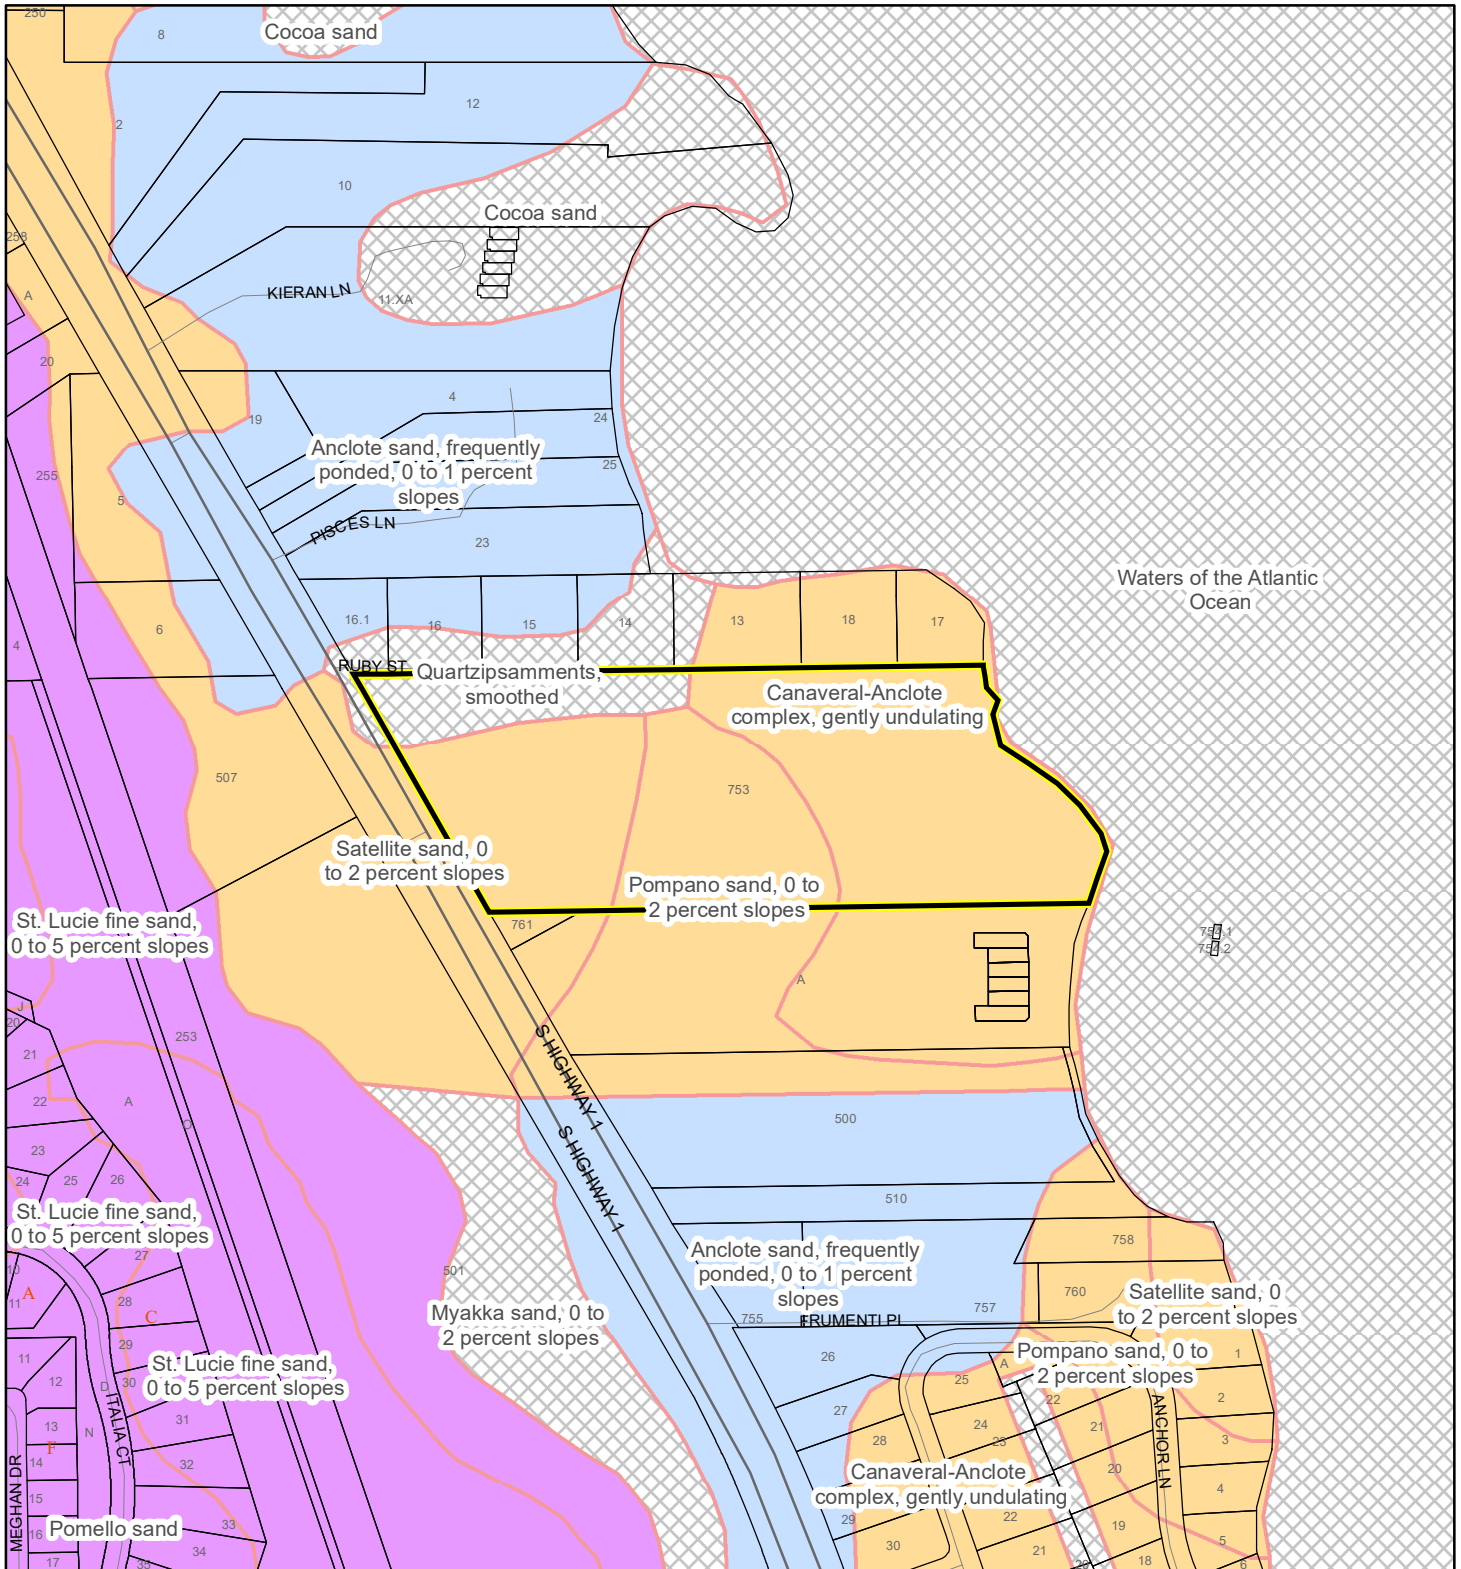 250
8
Cocoa sand
12
2
10
Cocoa sand
258
KIERAN LN
A
11.XA
20
4
19
24
Anclote sand, frequently
ponded, 0 to 1 percent
slopes
25
255
5
PISCES LN
23
Waters of the Atlantic
Ocean
16.1
16
15
14
13
18
17
6
4
RUBY ST
Quartzipsamments,
smoothed
Canaveral-Anclote
complex, gently undulating
507
753
Satellite sand, 0
to 2 percent slopes
Pompano sand, 0 to
2 percent slopes
St. Lucie fine sand,
0 to 5 percent slopes
761
754.1
754.2
A
J
20
253
21
S HIGHWAY 1
22
A
O
500
23
S HIGHWAY 1
24
25
26
510
St. Lucie fine sand,
0 to 5 percent slopes
27
758
Anclote sand, frequently
ponded, 0 to 1 percent
slopes
10
501
11
A
28
C
Myakka sand, 0 to
2 percent slopes
755
FRUMENTI PL
757
760
Satellite sand, 0
to 2 percent slopes
29
11
26
A
Pompano sand, 0 to
2 percent slopes
1
St. Lucie fine sand,
0 to 5 percent slopes
12
D
30
25
22
2
31
13
N
ITALIA CT
27
24
21
ANCHOR LN
F
28
23
3
14
32
20
Canaveral-Anclote
complex, gently undulating
4
MEGHAN DR
15
16
Pomello sand
33
29
22
19
5
17
34
35
30
21
20
18
6